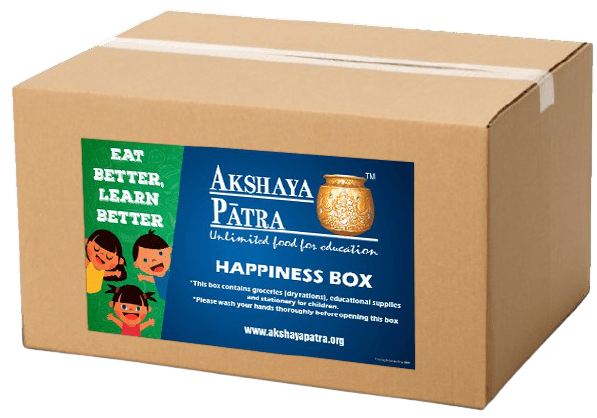 EAT
BETTER,
LEARN
BETTER
AKSHAYA
PĀTRA
TM
Unlimited food for education
HAPPINESS BOX
*This box contains groceries (dry rations), educational supplies
and stationery for children.
*Please wash your hands thoroughly before opening this box
www.akshayapatra.org